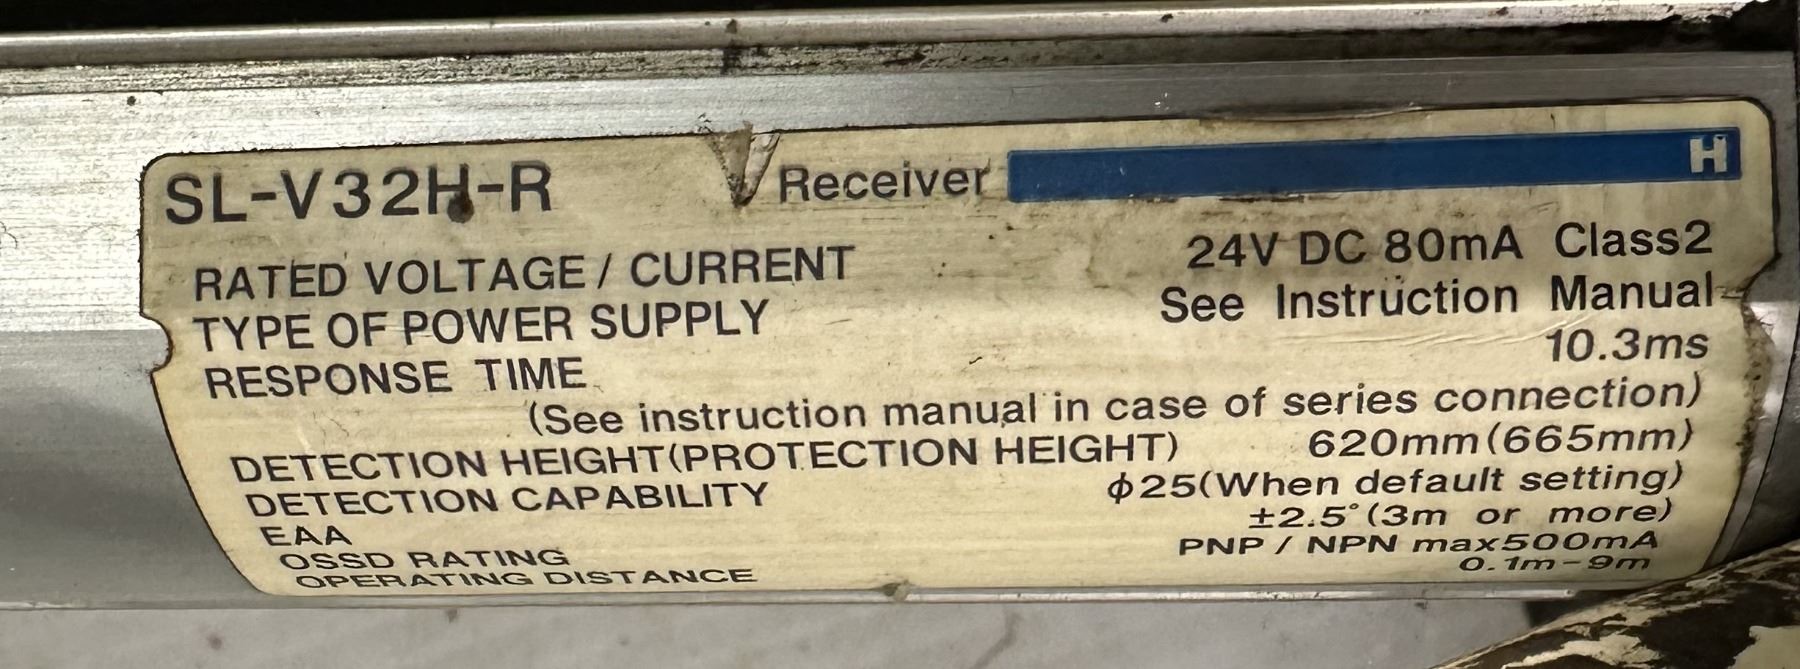 SL-V32H-R Receiver H
RATED VOLTAGE / CURRENT 24V DC 80mA Class2
TYPE OF POWER SUPPLY See Instruction Manual
RESPONSE TIME 10.3ms
(See instruction manual in case of series connection)
DETECTION HEIGHT(PROTECTION HEIGHT) 620mm(665mm)
DETECTION CAPABILITY ϕ25(When default setting)
EAA ±2.5°(3m or more)
OSSD RATING PNP / NPN max500mA
OPERATING DISTANCE 0.1m-9m